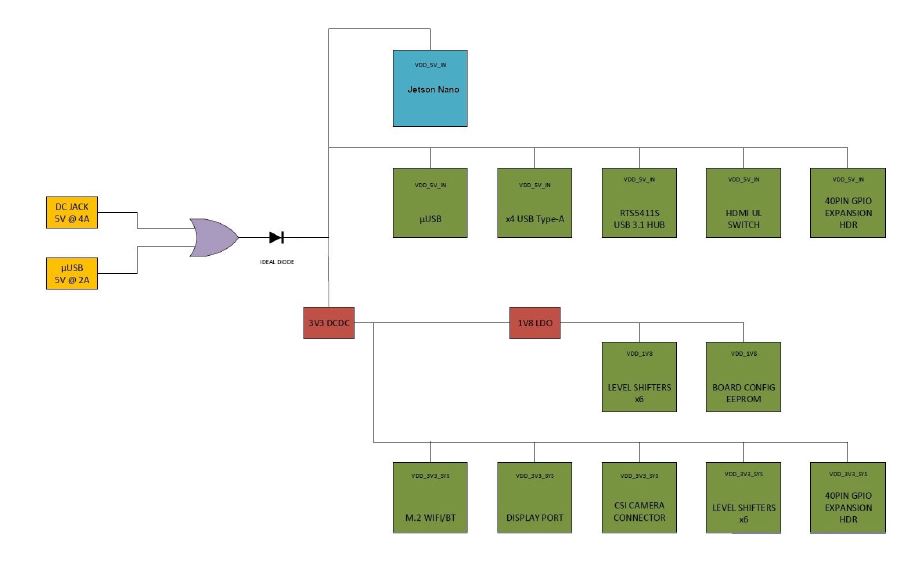 VDD_5V_IN
Jetson Nano
DC JACK
5V @ 4A
µUSB
5V @ 2A
IDEAL DIODE
VDD_5V_IN
µUSB
VDD_5V_IN
x4 USB Type-A
VDD_5V_IN
RTS5411S
USB 3.1 HUB
VDD_5V_IN
HDMI UL
SWITCH
VDD_5V_IN
40PIN GPIO
EXPANSION
HDR
3V3 DCDC
1V8 LDO
VDD_1V8
LEVEL SHIFTERS
x6
VDD_1V8
BOARD CONFIG
EEPROM
VDD_3V3_SYS
M.2 WIFI/BT
VDD_3V3_SYS
DISPLAY PORT
VDD_3V3_SYS
CSI CAMERA
CONNECTOR
VDD_3V3_SYS
LEVEL SHIFTERS
x6
VDD_3V3_SYS
40PIN GPIO
EXPANSION
HDR